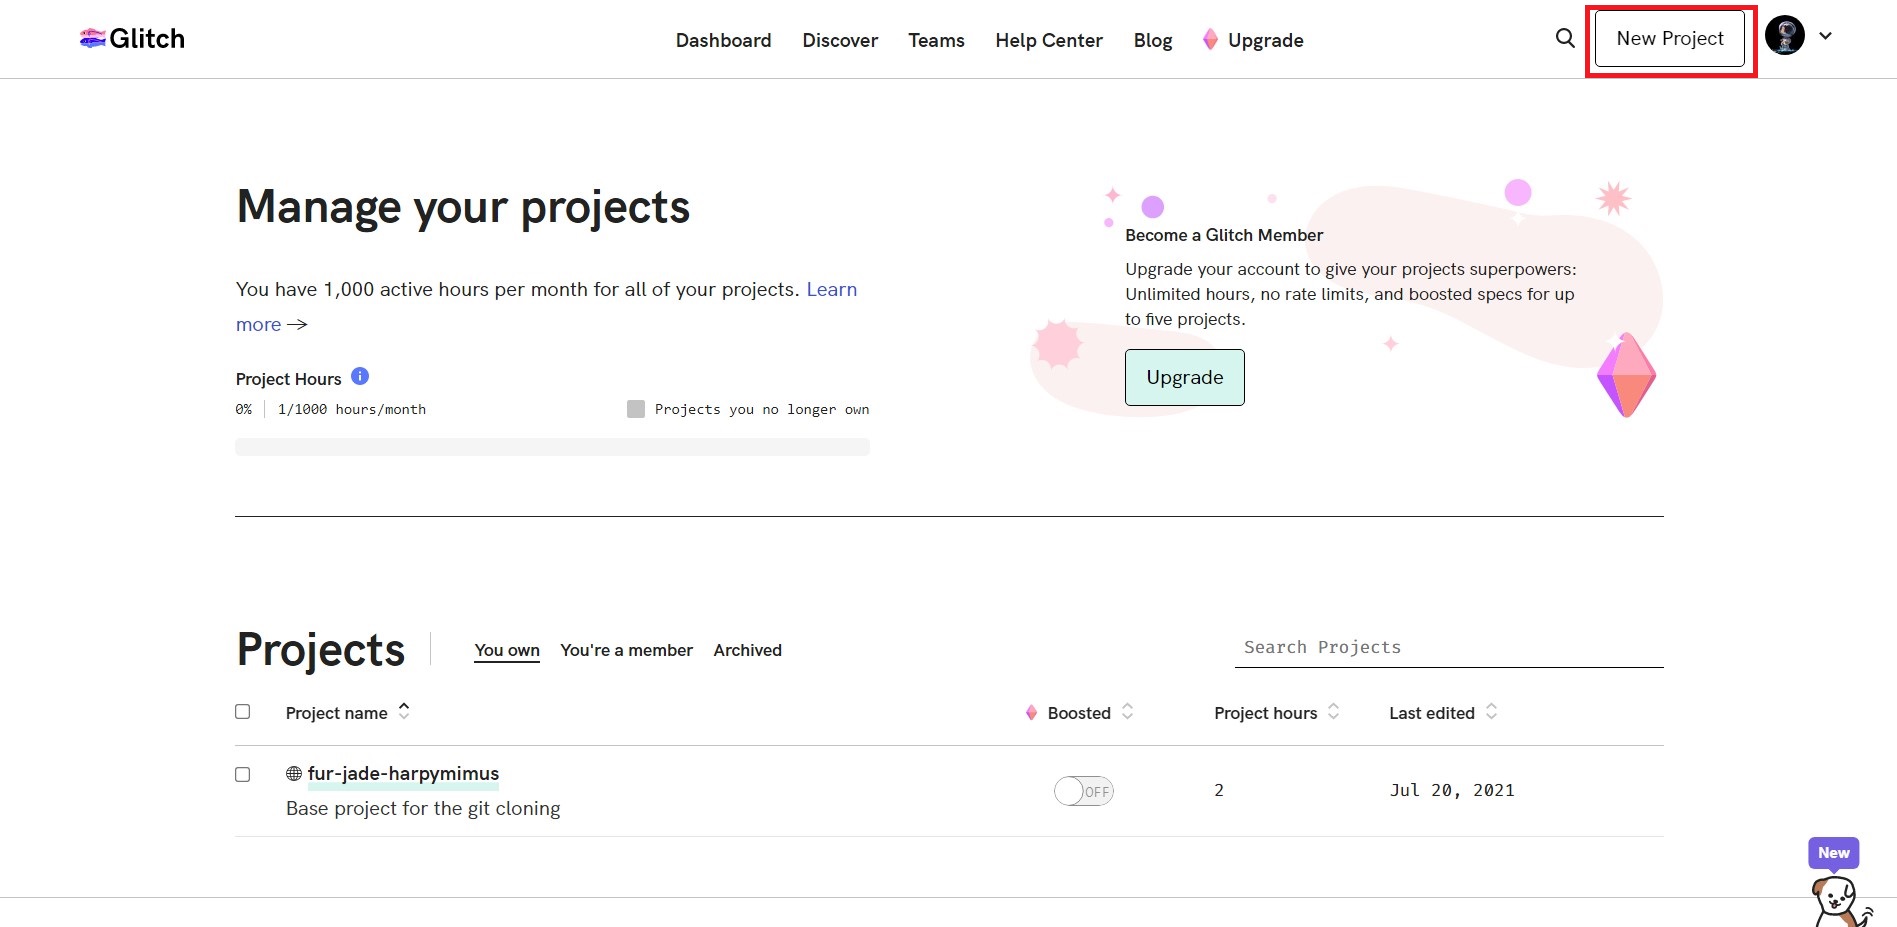 Glitch
Dashboard Discover Teams Help Center Blog Upgrade
New Project
Manage your projects
You have 1,000 active hours per month for all of your projects. Learn
more →
Project Hours
0% 1/1000 hours/month Projects you no longer own
Become a Glitch Member
Upgrade your account to give your projects superpowers:
Unlimited hours, no rate limits, and boosted specs for up
to five projects.
Upgrade
Projects You own You're a member Archived
Search Projects
Project name Boosted Project hours Last edited
fur-jade-harpymimus
Base project for the git cloning
OFF 2 Jul 20, 2021
New